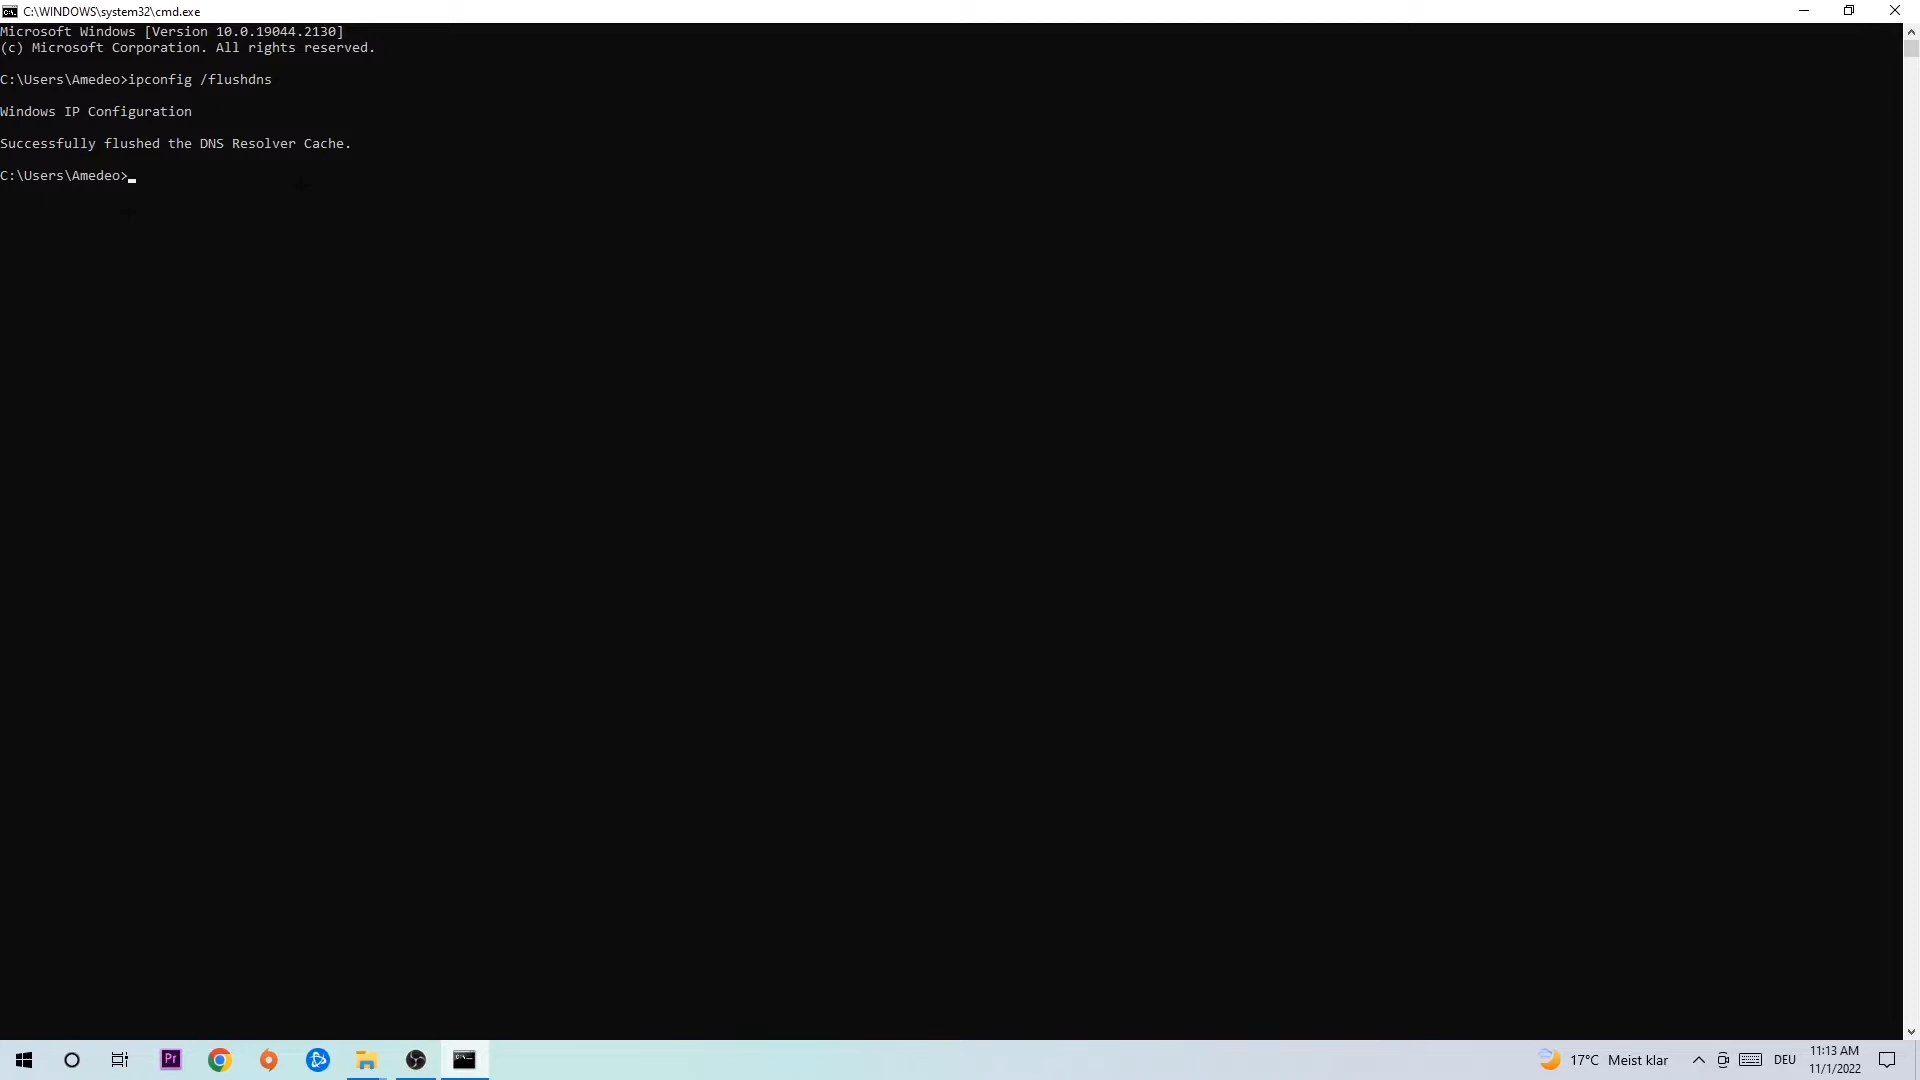 C:\WINDOWS\system32\cmd.exe
Microsoft Windows [Version 10.0.19044.2130]
(c) Microsoft Corporation. All rights reserved.
C:\Users\Amedeo>ipconfig /flushdns
Windows IP Configuration
Successfully flushed the DNS Resolver Cache.
C:\Users\Amedeo>
Pr
17°C Meist klar
DEU
11:13 AM
11/1/2022